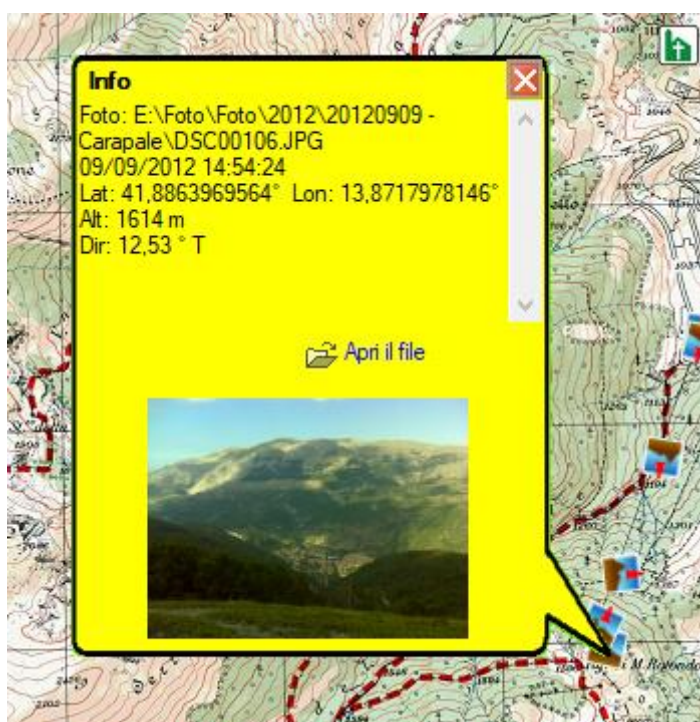 Info
Foto: E:\Foto\Foto\2012\20120909 -
Carapale\DSC00106.JPG
09/09/2012 14:54:24
Lat: 41,8863969564° Lon: 13,8717978146°
Alt: 1614 m
Dir: 12,53 ° T
Apri il file
M. Rotondo